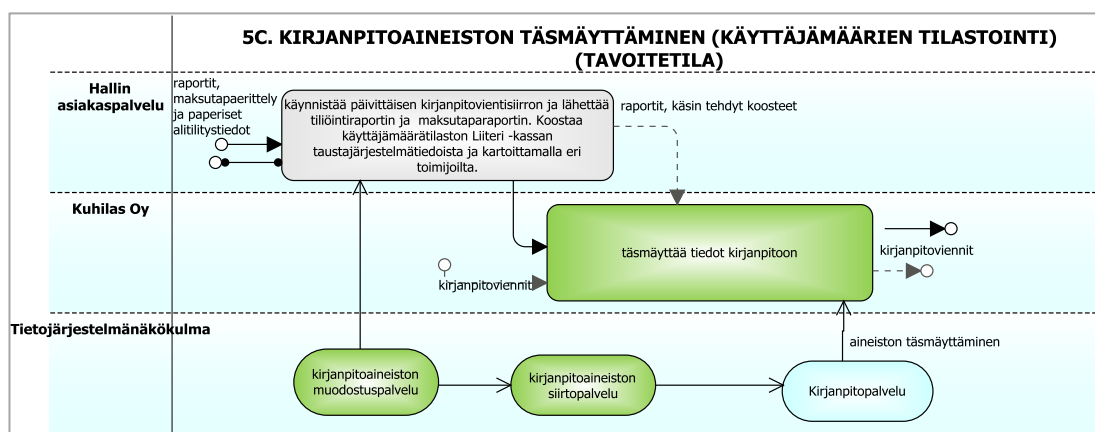 5C. KIRJANPITOAINEISTON TÄSMÄYTTÄMINEN (KÄYTTÄJÄMÄÄRIEN TILASTOINTI)
(TAVOITETILA)
Hallin
asiakaspalvelu
raportit,
maksutapaerittely
ja paperiset
alitilitystiedot
käynnistää päivittäisen kirjanpitovientisiirron ja lähettää
tiliöintiraportin ja maksutaparaportin. Koostaa
käyttäjämäärätilaston Liiteri -kassan
taustajärjestelmätiedoista ja kartoittamalla eri
toimijoilta.
raportit, käsin tehdyt koosteet
Kuhilas Oy
täsmäyttää tiedot kirjanpitoon
kirjanpitoviennit
kirjanpitoviennit
Tietojärjestelmänäkökulma
aineiston täsmäyttäminen
kirjanpitoaineiston
muodostuspalvelu
kirjanpitoaineiston
siirtopalvelu
Kirjanpitopalvelu